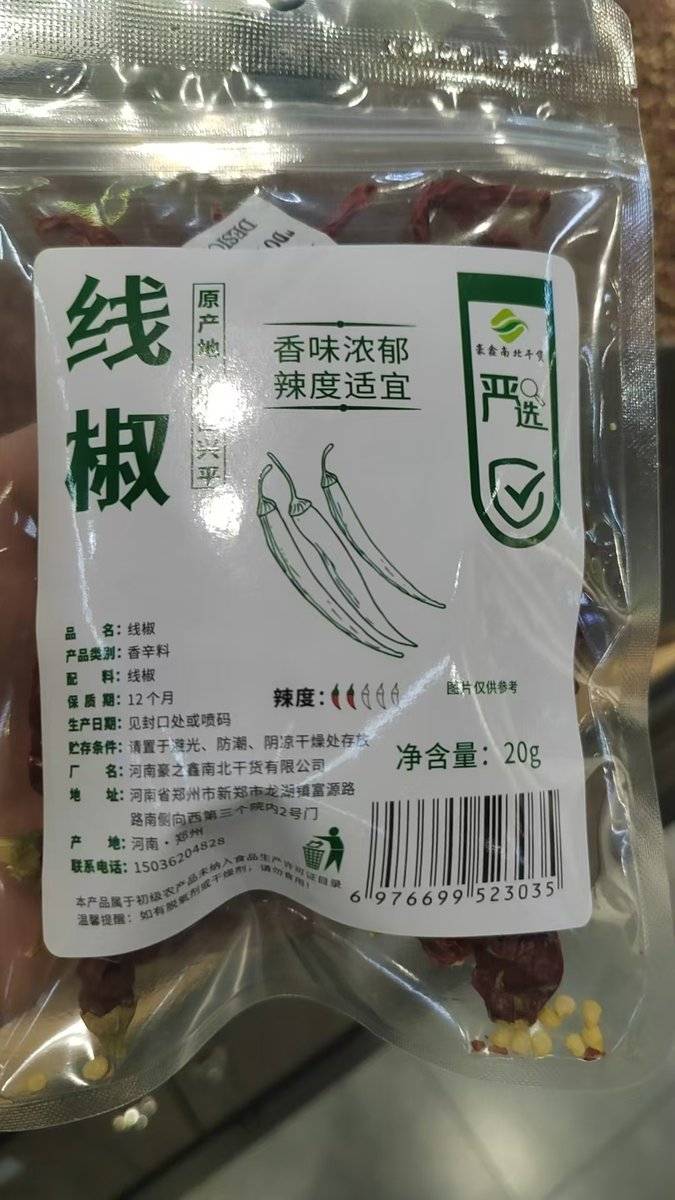 DESIC
线椒
原产地
兴平
香味浓郁
辣度适宜
豪鑫南北干货
严选
品 名：线椒
产品类别：香辛料
配 料：线椒
保 质 期：12个月
生产日期：见封口处或喷码
贮存条件：请置于避光、防潮、阴凉干燥处存放
厂 名：河南豪之鑫南北干货有限公司
地 址：河南省郑州市新郑市龙湖镇富源路
路南侧向西第三个院内2号门
产 地：河南·郑州
联系电话：15036204828
本产品属于初级农产品未纳入食品生产许可证目录
温馨提醒：如有脱氧剂或干燥剂，请勿食用！
辣度：
图片仅供参考
净含量：20g
6 976699 523035